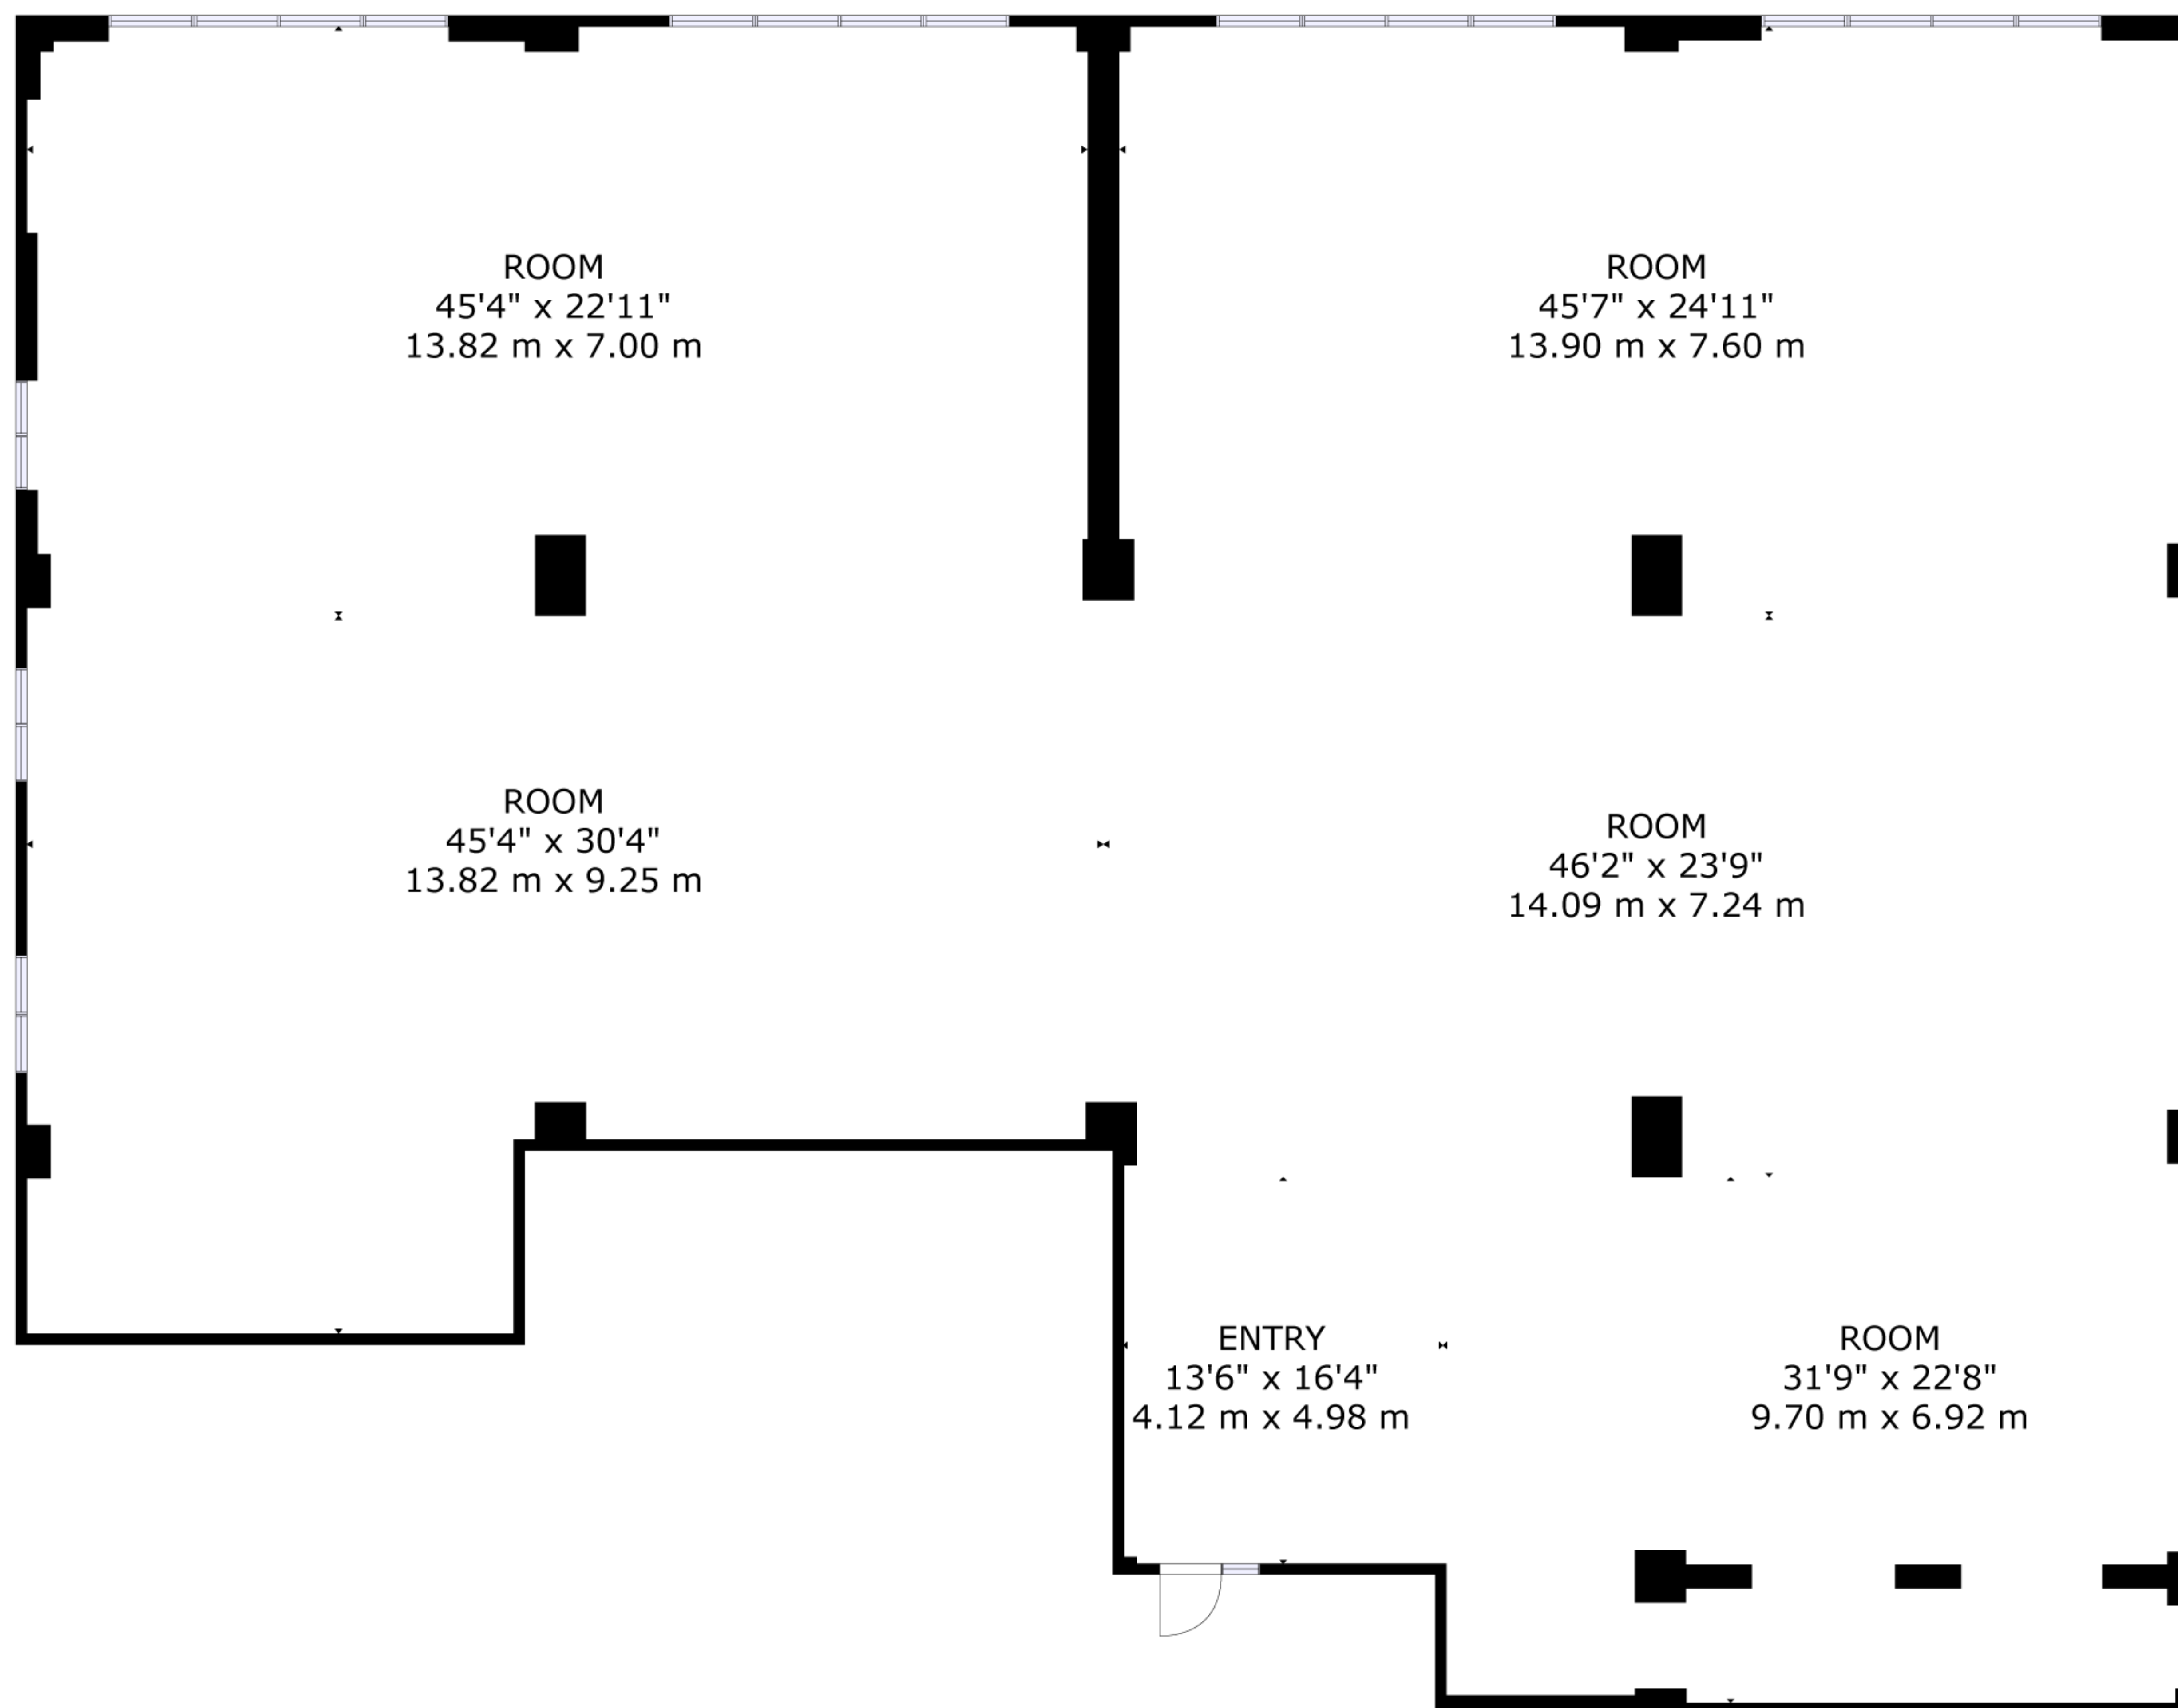 ROOM
45'4" x 22'11"
13.82 m x 7.00 m
ROOM
45'7" x 24'11"
13.90 m x 7.60 m
ROOM
45'4" x 30'4"
13.82 m x 9.25 m
ROOM
46'2" x 23'9"
14.09 m x 7.24 m
ENTRY
13'6" x 16'4"
4.12 m x 4.98 m
ROOM
31'9" x 22'8"
9.70 m x 6.92 m